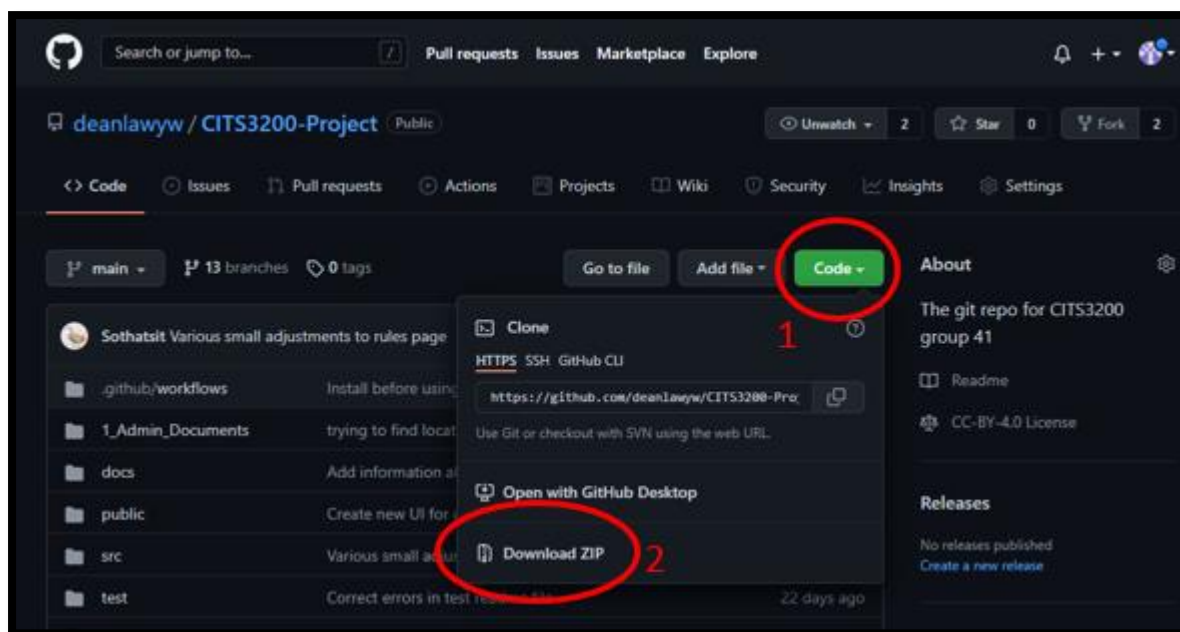 Search or jump to... / Pull requests Issues Marketplace Explore
deanlawyw / CITS3200-Project Public Unwatch 2 Star 0 Fork 2
Code Issues Pull requests Actions Projects Wiki Security Insights Settings
main 13 branches 0 tags Go to file Add file Code About
The git repo for CITS3200
group 41
Sothatsit Various small adjustments to rules page Clone 1
HTTPS SSH GitHub CLI
.github/workflows Install before using https://github.com/deanlawyw/CITS3200-Pro Readme
1_Admin_Documents trying to find Use Git or checkout with SVN using the web URL. CC-BY-4.0 License
docs Add information
Open with GitHub Desktop
public Create new UI for Releases
src Various small Download ZIP 2 No releases published
Create a new release
test Correct errors in test 22 days ago